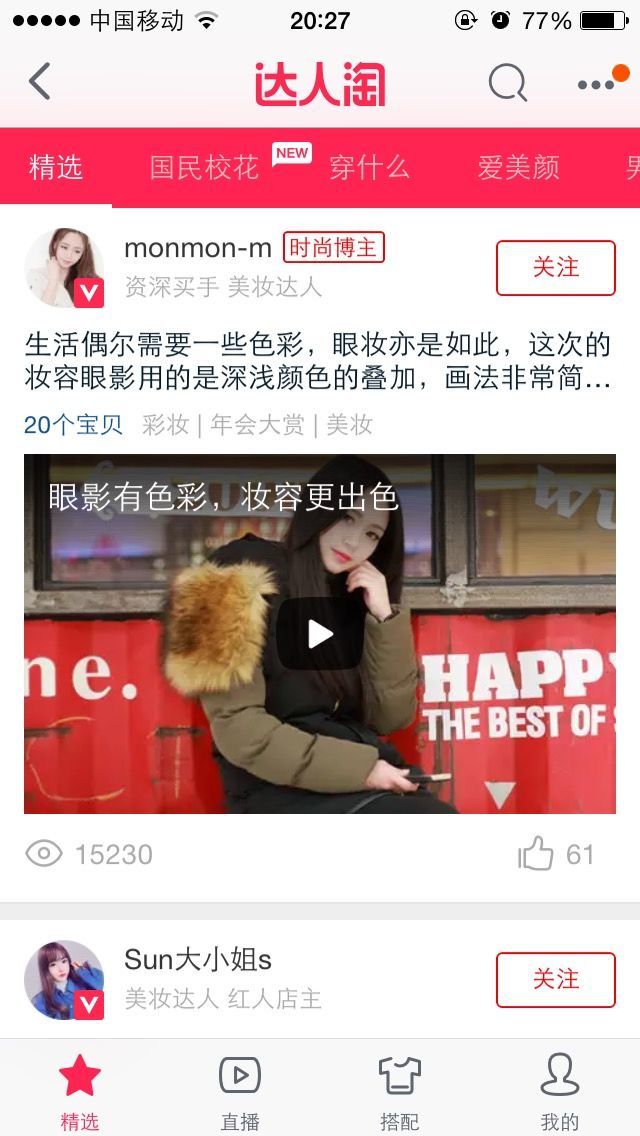 中国移动 20:27 77%
达人淘
精选 国民校花 NEW 穿什么 爱美颜
monmon-m 时尚博主 关注
资深买手 美妆达人
生活偶尔需要一些色彩，眼妆亦是如此，这次的
妆容眼影用的是深浅颜色的叠加，画法非常简...
20个宝贝 彩妆 | 年会大赏 | 美妆
眼影有色彩，妆容更出色
ne.
HAPPY
THE BEST OF
15230 61
Sun大小姐s 关注
美妆达人 红人店主
精选 直播 搭配 我的